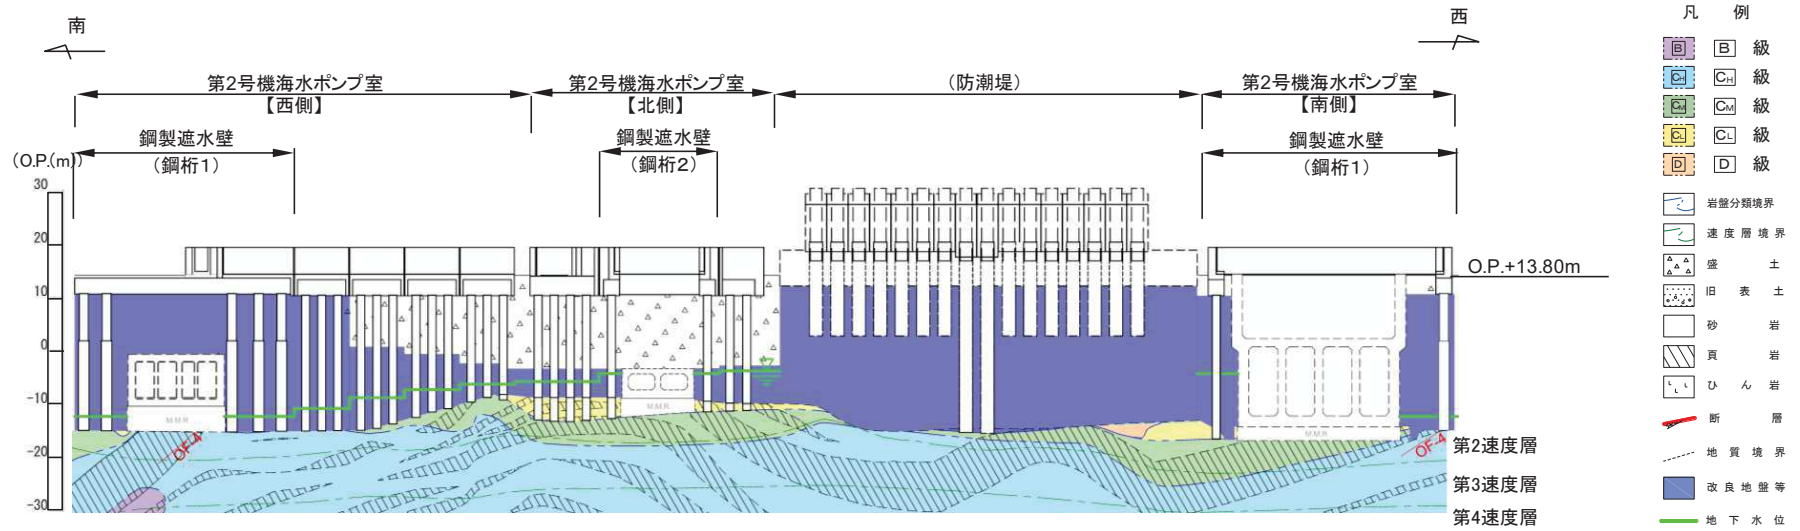 南
西
第2号機海水ポンプ室
【西側】
第2号機海水ポンプ室
【北側】
(防潮堤)
第2号機海水ポンプ室
【南側】
鋼製遮水壁
(鋼桁1)
鋼製遮水壁
(鋼桁2)
鋼製遮水壁
(鋼桁1)
(O.P.(m))
30
20
10
0
-10
-20
-30
O.P.+13.80m
M.M.R
M.M.R
M.M.R
OF-4
OF-4
第2速度層
第3速度層
第4速度層
凡 例
B B 級
CH CH 級
CM CM 級
CL CL 級
D D 級
岩盤分類境界
速度層境界
盛 土
旧 表 土
砂 岩
頁 岩
ひ ん 岩
断 層
地質境界
改良地盤等
地下水位